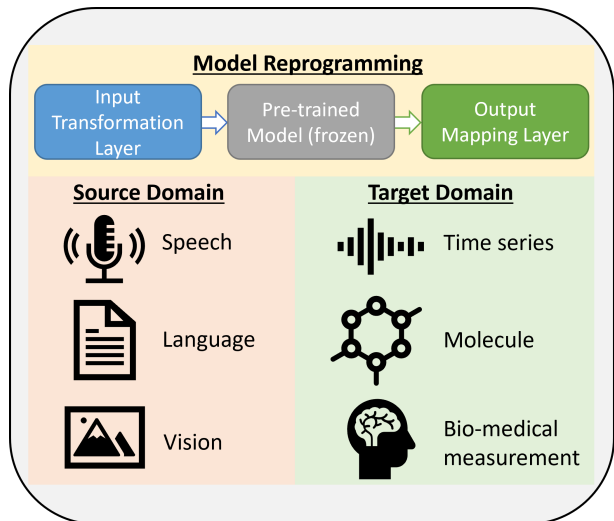 Model Reprogramming
Input
Transformation
Layer
Pre-trained
Model (frozen)
Output
Mapping Layer
Source Domain
Speech
Language
Vision
Target Domain
Time series
Molecule
Bio-medical
measurement